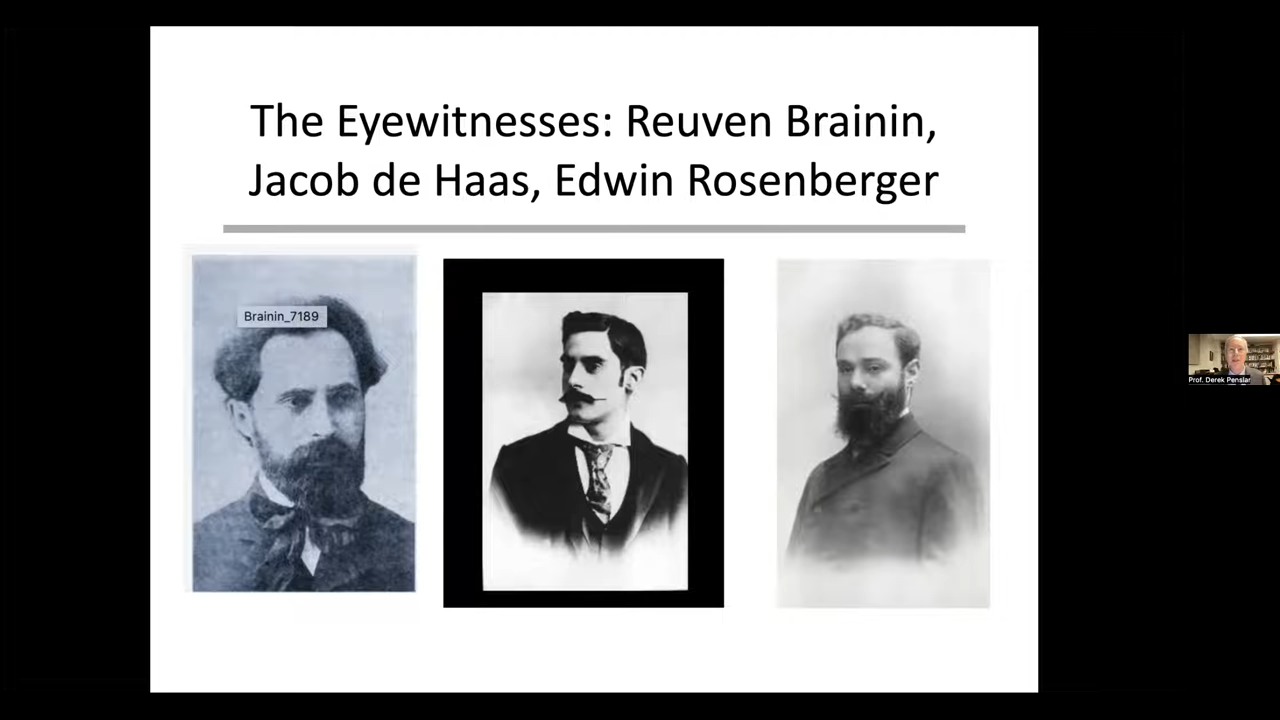 The Eyewitnesses: Reuven Brainin,
Jacob de Haas, Edwin Rosenberger
Brainin_7189
Prof. Derek Penslar